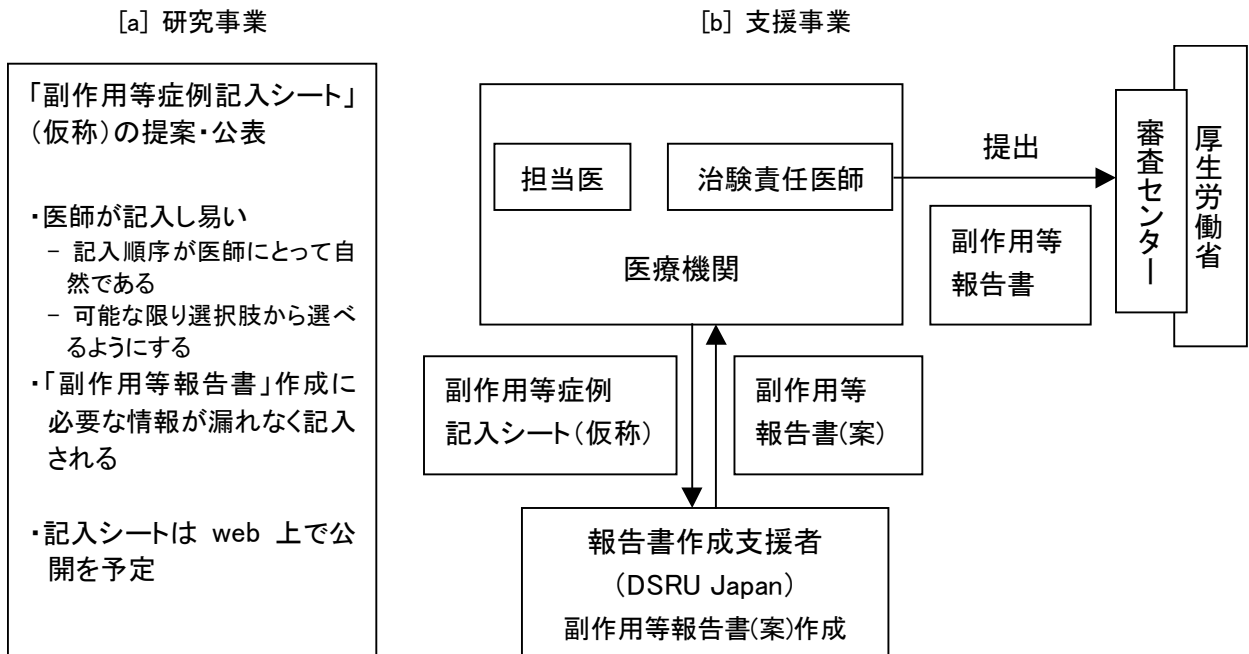 [a] 研究事業
「副作用等症例記入シート」
(仮称)の提案・公表
・医師が記入し易い
− 記入順序が医師にとって自
然である
− 可能な限り選択肢から選べ
るようにする
・「副作用等報告書」作成に
必要な情報が漏れなく記入
される
・記入シートは web 上で公
開を予定
[b] 支援事業
担当医
治験責任医師
医療機関
提出
副作用等
報告書
審査センター
厚生労働省
副作用等症例
記入シート(仮称)
副作用等
報告書(案)
報告書作成支援者
(DSRU Japan)
副作用等報告書(案)作成